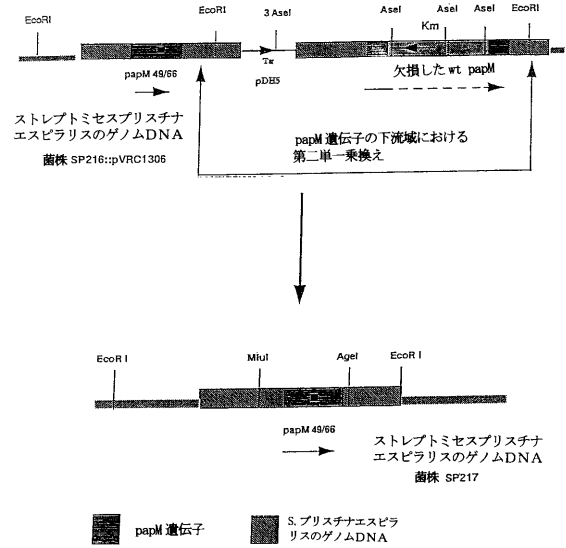 EcoRI
EcoRI
3 AseI
AseI
AseI
AseI
EcoRI
Km
Tsr
pDH5
papM 49/66
欠損した wt papM
ストレプトミセスプリスチナ
エスピラリスのゲノムDNA
菌株 SP216::pVRC1306
papM 遺伝子の下流域における
第二単一乗換え
EcoR I
MluI
AgeI
EcoR I
papM 49/66
ストレプトミセスプリスチナ
エスピラリスのゲノムDNA
菌株 SP217
papM 遺伝子
S. プリスチナエスピラ
リスのゲノムDNA